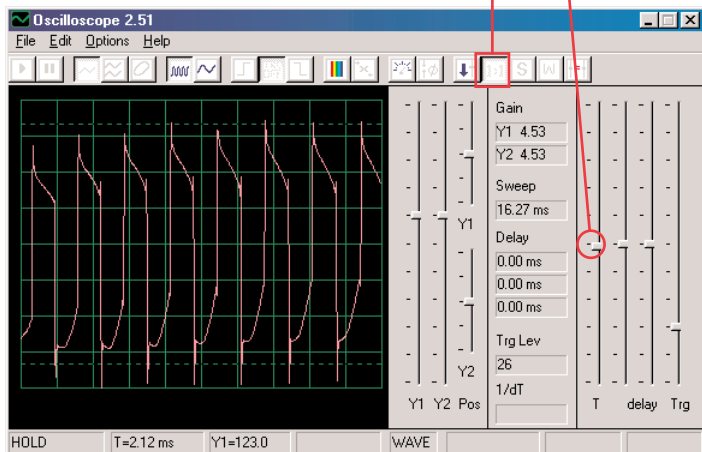 Oscilloscope 2.51
File Edit Options Help
S W
Gain
Y1 4.53
Y2 4.53
Sweep
16.27 ms
Y1
Delay
0.00 ms
0.00 ms
0.00 ms
Trg Lev
26
Y2
1/dT
Y1 Y2 Pos
T delay Trg
HOLD T=2.12 ms Y1=123.0 WAVE